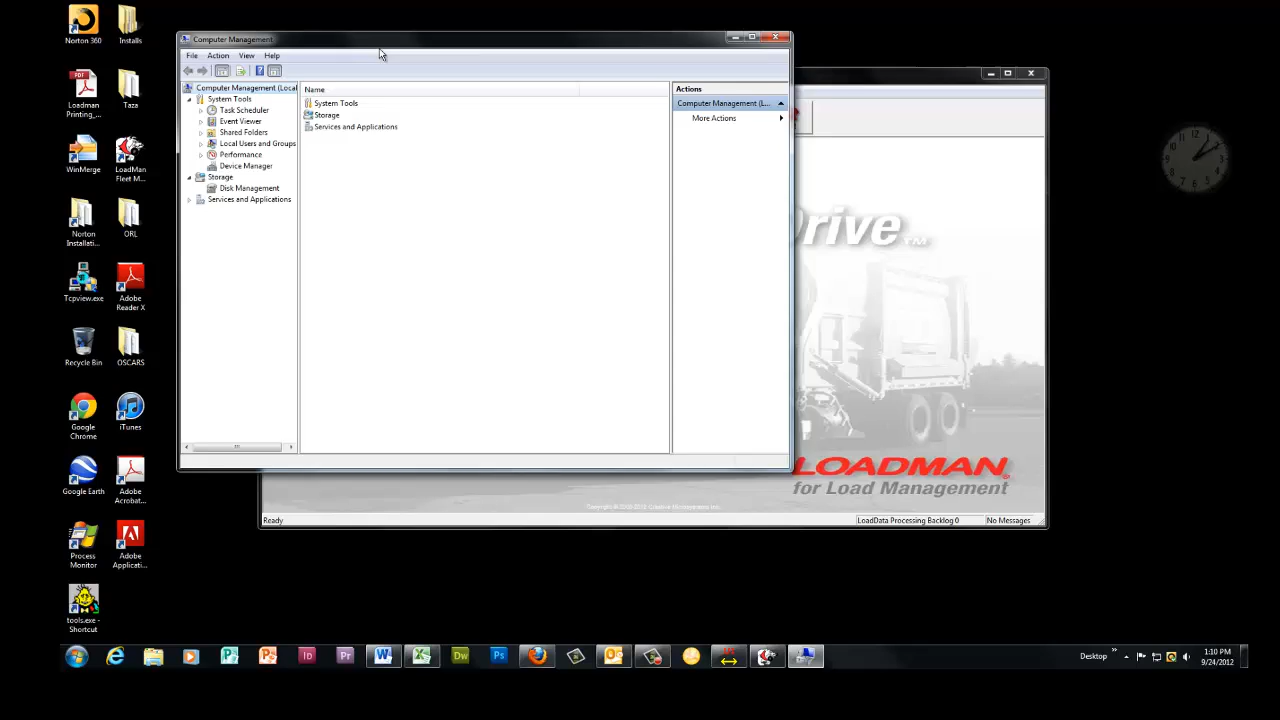 Norton 360
Installs
Loadman
Printing_...
Taza
WinMerge
LoadMan
Fleet M...
Norton
Installati...
ORL
Tcpview.exe
Adobe
Reader X
Recycle Bin
OSCARS
Google
Chrome
iTunes
Google Earth
Adobe
Acrobat...
Process
Monitor
Adobe
Applicati...
tools.exe -
Shortcut
Computer Management
File Action View Help
Computer Management (Local
System Tools
Task Scheduler
Event Viewer
Shared Folders
Local Users and Groups
Performance
Device Manager
Storage
Disk Management
Services and Applications
Name
System Tools
Storage
Services and Applications
Actions
Computer Management (L...
More Actions
Drive™
LOADMAN®
for Load Management
Ready
LoadData Processing Backlog 0
No Messages
Desktop
1:10 PM
9/24/2012